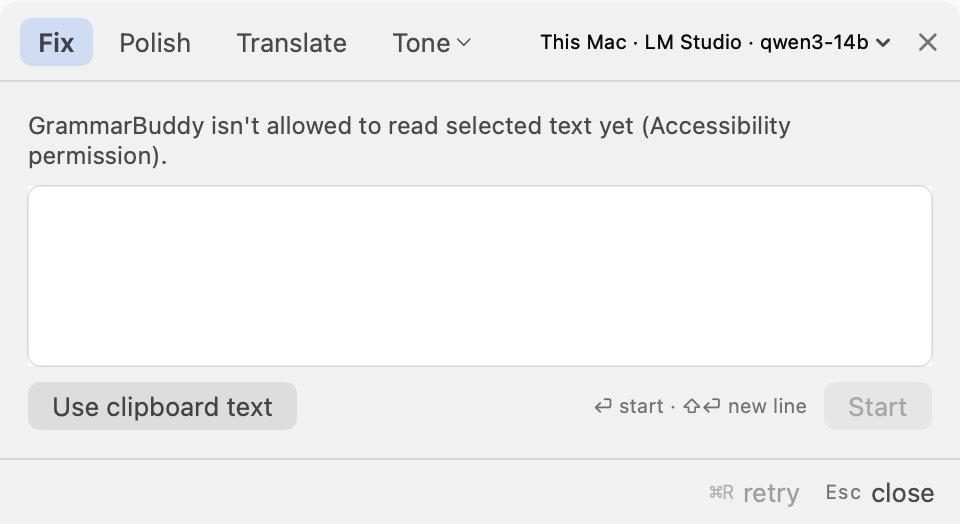 Fix Polish Translate Tone This Mac · LM Studio · qwen3-14b
GrammarBuddy isn't allowed to read selected text yet (Accessibility
permission).
Use clipboard text ↩ start · ⇧↩ new line Start
⌘R retry Esc close